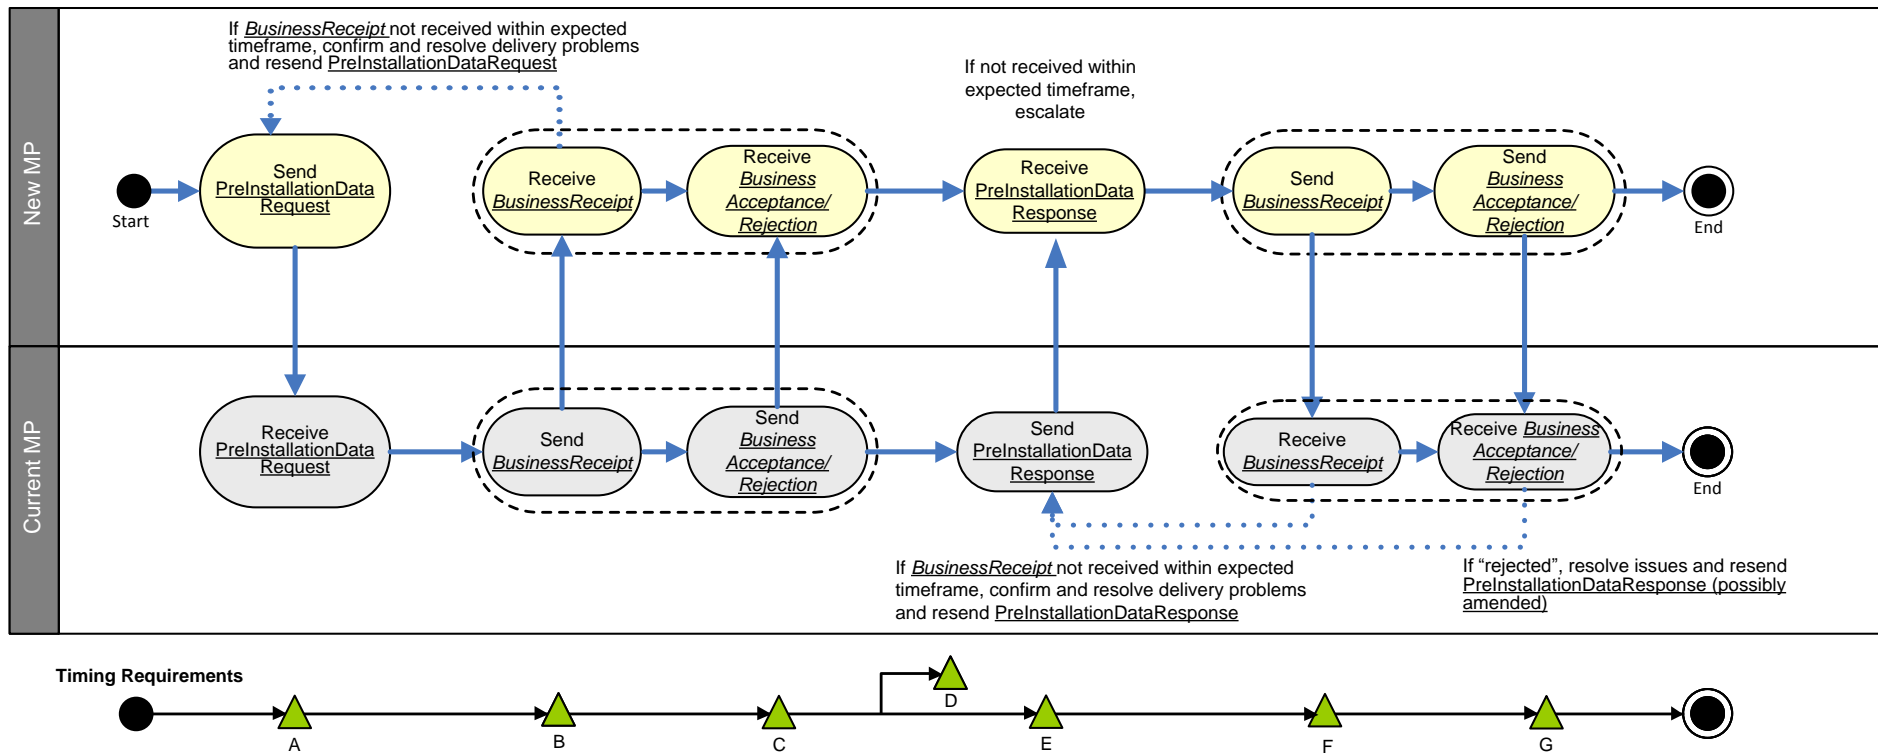 New MP
If BusinessReceipt not received within expected
timeframe, confirm and resolve delivery problems
and resend PreInstallationDataRequest
If not received within
expected timeframe,
escalate
Start
Send
PreInstallationData
Request
Receive
BusinessReceipt
Receive
Business
Acceptance/
Rejection
Receive
PreInstallationData
Response
Send
BusinessReceipt
Send
Business
Acceptance/
Rejection
End
Current MP
Receive
PreInstallationData
Request
Send
BusinessReceipt
Send
Business
Acceptance/
Rejection
Send
PreInstallationData
Response
Receive
BusinessReceipt
Receive Business
Acceptance/
Rejection
End
If BusinessReceipt not received within expected
timeframe, confirm and resolve delivery problems
and resend PreInstallationDataResponse
If “rejected”, resolve issues and resend
PreInstallationDataResponse (possibly
amended)
Timing Requirements
A
B
C
D
E
F
G